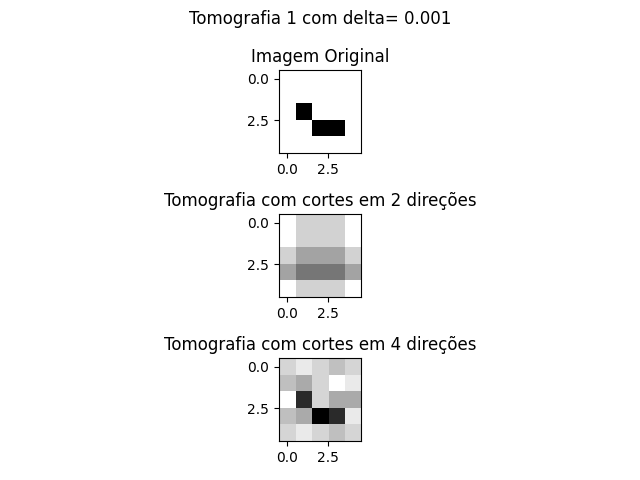 Tomografia 1 com delta= 0.001
Imagem Original
0.0
2.5
0.0 2.5
Tomografia com cortes em 2 direções
0.0
2.5
0.0 2.5
Tomografia com cortes em 4 direções
0.0
2.5
0.0 2.5